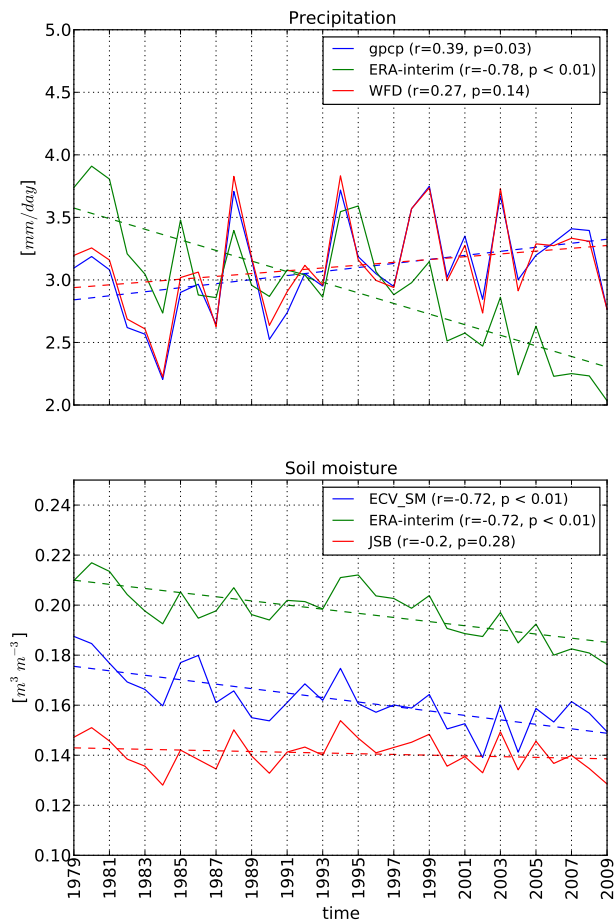 Precipitation
gpcp (r=0.39, p=0.03)
ERA-interim (r=-0.78, p < 0.01)
WFD (r=0.27, p=0.14)
5.0
4.5
4.0
3.5
3.0
2.5
2.0
[mm/day]
Soil moisture
ECV_SM (r=-0.72, p < 0.01)
ERA-interim (r=-0.72, p < 0.01)
JSB (r=-0.2, p=0.28)
0.24
0.22
0.20
0.18
0.16
0.14
0.12
0.10
[m³ m⁻³]
1979 1981 1983 1985 1987 1989 1991 1993 1995 1997 1999 2001 2003 2005 2007 2009
time